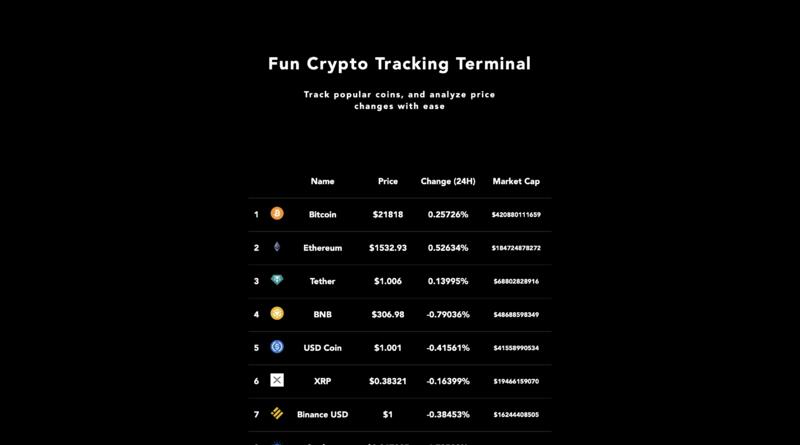 Fun Crypto Tracking Terminal
Track popular coins, and analyze price
changes with ease
Name Price Change (24H) Market Cap
1 Bitcoin $21818 0.25726% $420880111659
2 Ethereum $1532.93 0.52634% $184724878272
3 Tether $1.006 0.13995% $68802828916
4 BNB $306.98 -0.79036% $48688598349
5 USD Coin $1.001 -0.41561% $41558990534
6 XRP $0.38321 -0.16399% $19466159070
7 Binance USD $1 -0.38453% $16244408505